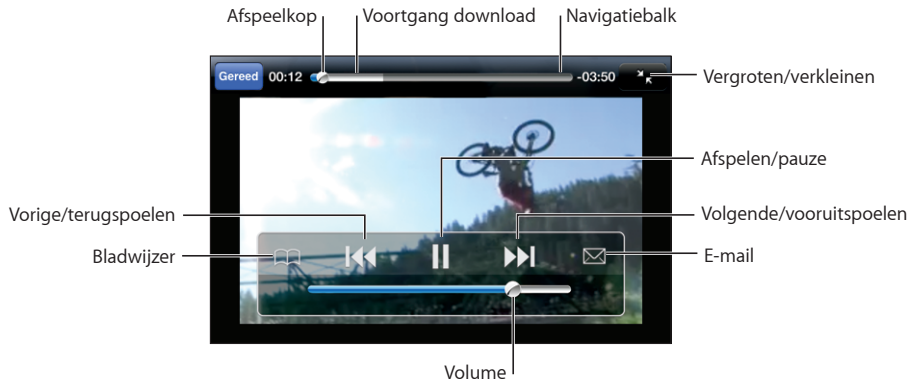 Afspeelkop
Voortgang download
Navigatiebalk
Gereed
00:12
-03:50
Vergroten/verkleinen
Afspelen/pauze
Vorige/terugspoelen
Volgende/vooruitspoelen
Bladwijzer
E-mail
Volume